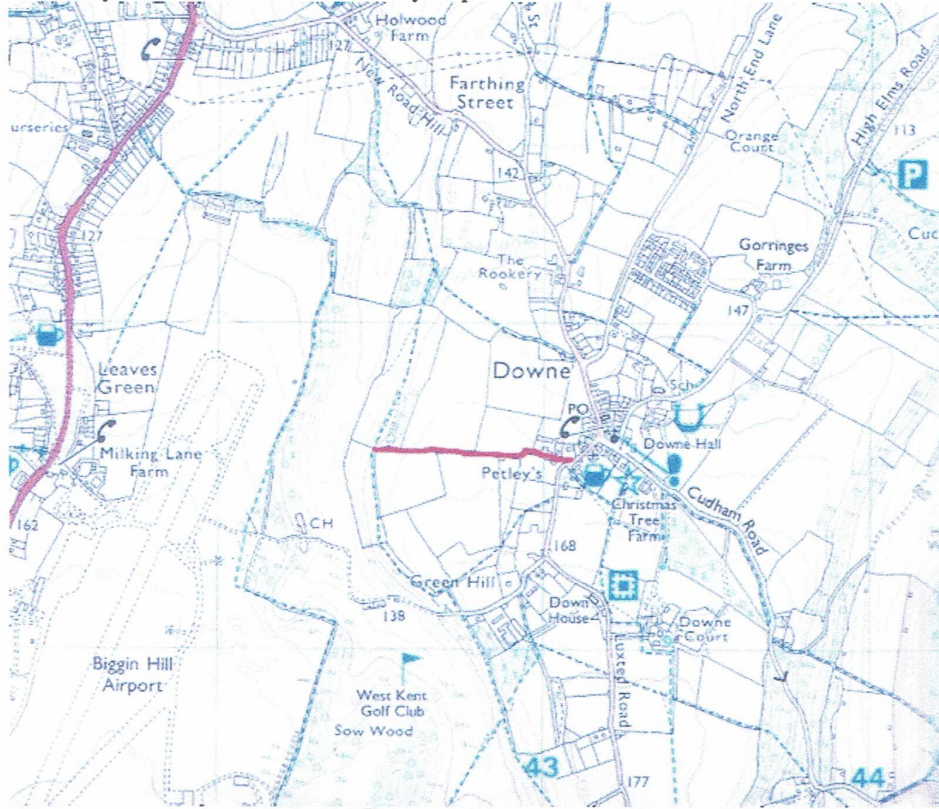 Holwood
Farm
127
New Road Hill
Farthing
Street
North End Lane
High Elms Road
113
P
Orange
Court
urseries
142
Cuc
127
The
Rookery
Gorringes
Farm
147
Leaves
Green
Downe
Sch
PO
Downe Hall
Milking Lane
Farm
Petley's
Christmas
Tree
Farm
Cudham Road
162
CH
168
Green Hill
138
Down
House
Downe
Court
Luxted Road
Biggin Hill
Airport
West Kent
Golf Club
Sow Wood
43
177
44